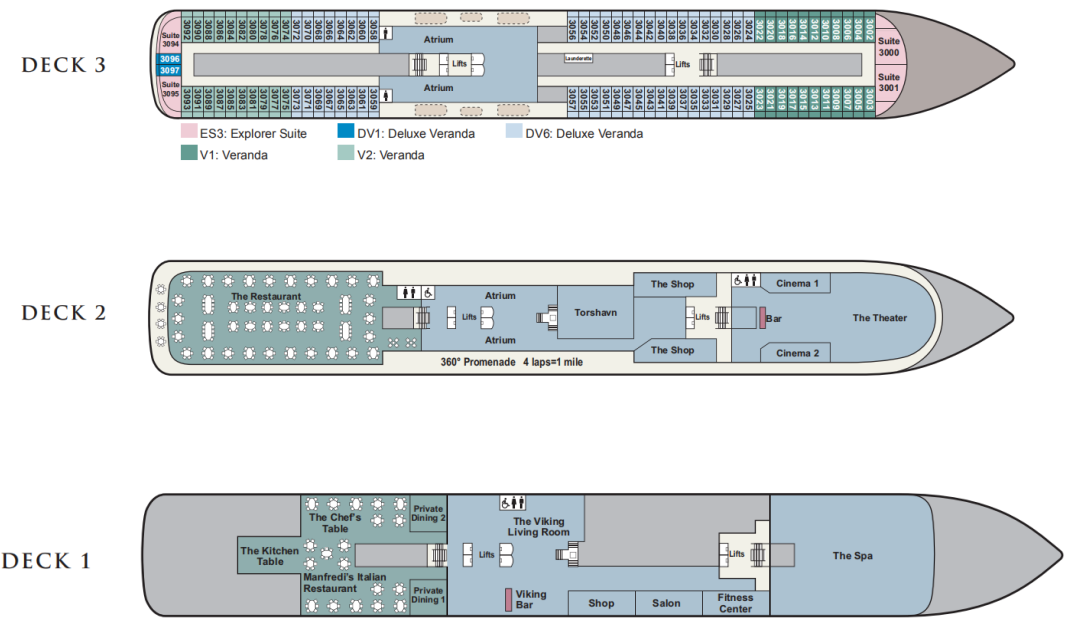 DECK 3
Suite
3094
3096
3097
Suite
3095
3092 3090 3088 3086 3084 3082 3080 3078 3076 3074 3072 3070 3068 3066 3064 3062 3060 3058
3056 3054 3052 3050 3048 3046 3044 3042 3040 3038 3036 3034 3032 3030 3028 3026 3024 3022 3020 3018 3016 3014 3012 3010 3008 3006 3004 3002
Atrium
Lifts
Atrium
Launderette
Lifts
Suite
3000
Suite
3001
3093 3091 3089 3087 3085 3083 3081 3079 3077 3075 3073 3071 3069 3067 3065 3063 3061 3059
3057 3055 3053 3051 3049 3047 3045 3043 3041 3039 3037 3035 3033 3031 3029 3027 3025 3023 3021 3019 3017 3015 3013 3011 3009 3007 3005 3003
ES3: Explorer Suite
DV1: Deluxe Veranda
DV6: Deluxe Veranda
V1: Veranda
V2: Veranda
DECK 2
The Restaurant
Atrium
Lifts
Atrium
Torshavn
The Shop
Lifts
The Shop
Cinema 1
Bar
The Theater
Cinema 2
360° Promenade 4 laps=1 mile
DECK 1
The Chef's
Table
Private
Dining 2
The Kitchen
Table
Manfredi's Italian
Restaurant
Private
Dining 1
The Viking
Living Room
Lifts
Viking
Bar
Shop
Salon
Fitness
Center
Lifts
The Spa